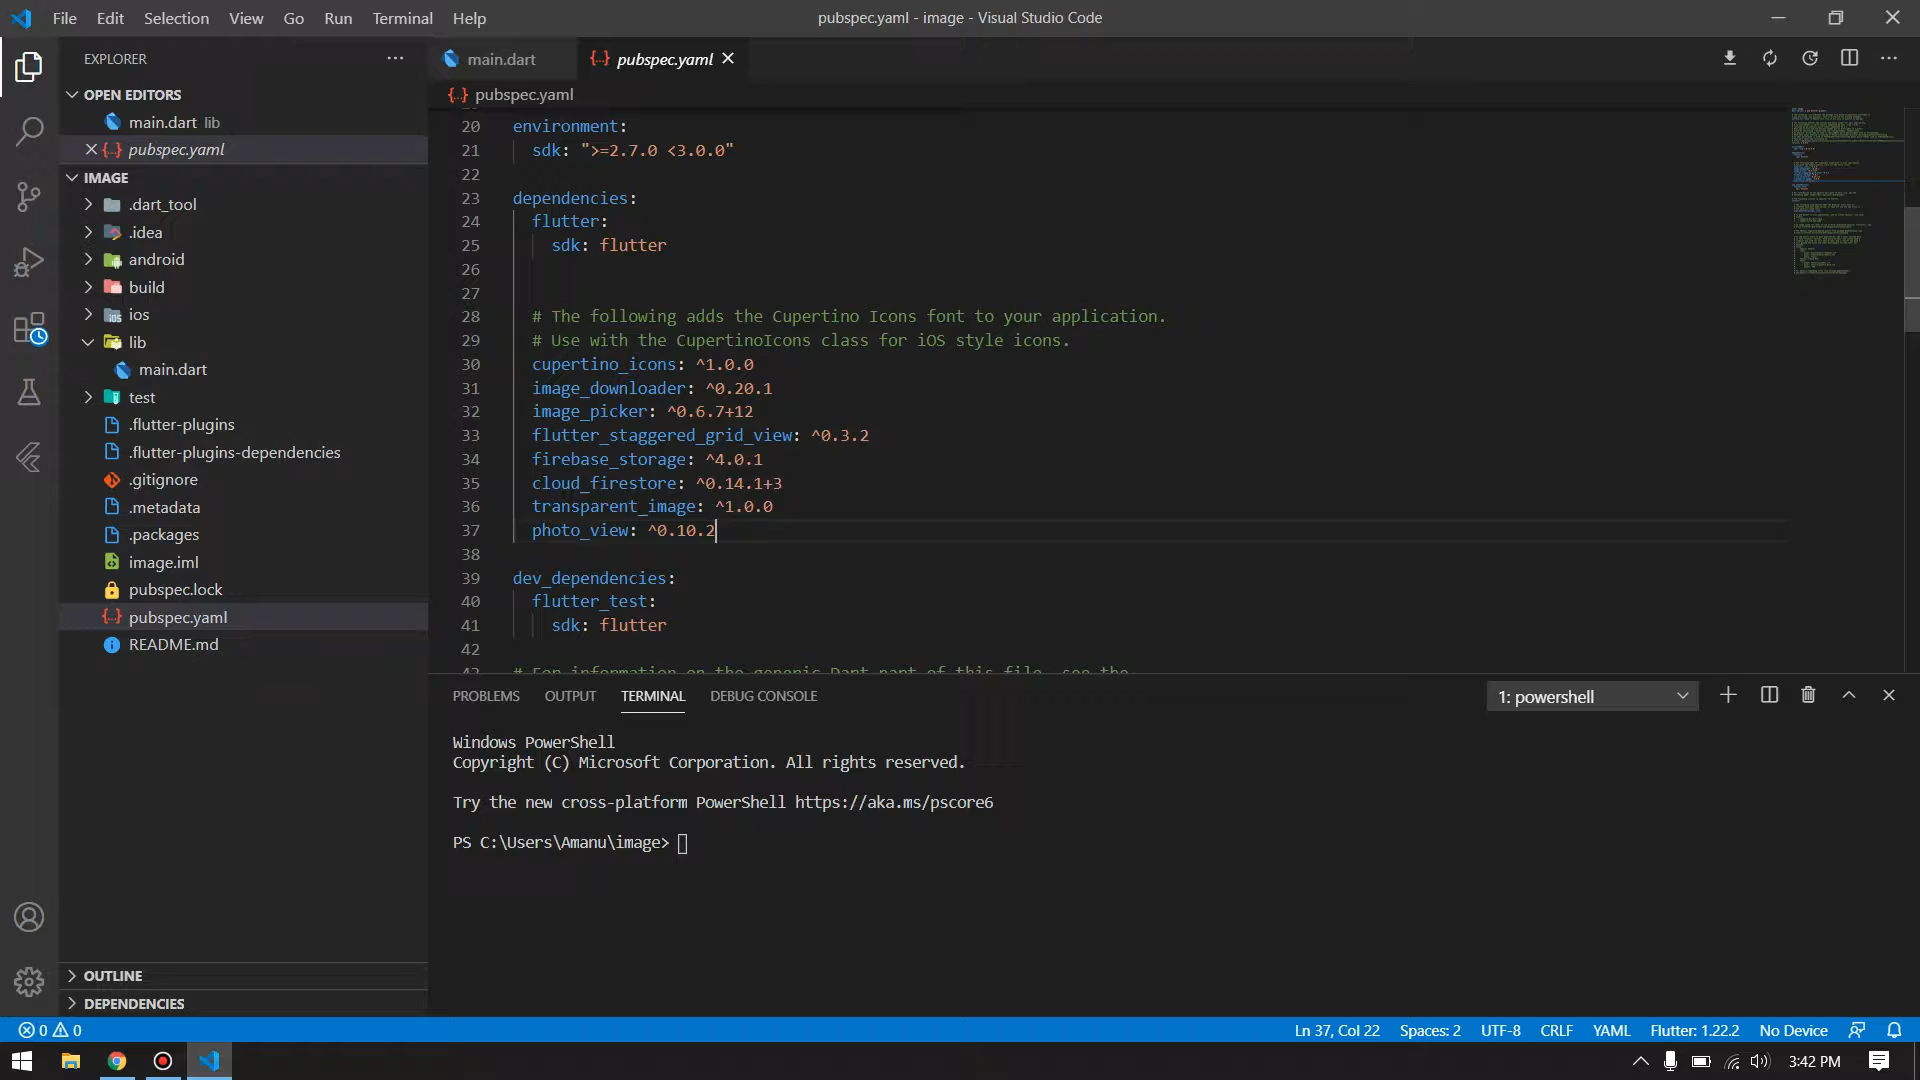 File Edit Selection View Go Run Terminal Help
pubspec.yaml - image - Visual Studio Code
EXPLORER
OPEN EDITORS
main.dart lib
pubspec.yaml
IMAGE
.dart_tool
.idea
android
build
ios
lib
main.dart
test
.flutter-plugins
.flutter-plugins-dependencies
.gitignore
.metadata
.packages
image.iml
pubspec.lock
pubspec.yaml
README.md
OUTLINE
DEPENDENCIES
main.dart
pubspec.yaml
pubspec.yaml
20 environment:
21 sdk: ">=2.7.0 <3.0.0"
22
23 dependencies:
24 flutter:
25 sdk: flutter
26
27
28 # The following adds the Cupertino Icons font to your application.
29 # Use with the CupertinoIcons class for iOS style icons.
30 cupertino_icons: ^1.0.0
31 image_downloader: ^0.20.1
32 image_picker: ^0.6.7+12
33 flutter_staggered_grid_view: ^0.3.2
34 firebase_storage: ^4.0.1
35 cloud_firestore: ^0.14.1+3
36 transparent_image: ^1.0.0
37 photo_view: ^0.10.2
38
39 dev_dependencies:
40 flutter_test:
41 sdk: flutter
42
# For information on the generic Dart part of this file, see the
PROBLEMS OUTPUT TERMINAL DEBUG CONSOLE
1: powershell
Windows PowerShell
Copyright (C) Microsoft Corporation. All rights reserved.
Try the new cross-platform PowerShell https://aka.ms/pscore6
PS C:\Users\Amanu\image>
0 0
Ln 37, Col 22 Spaces: 2 UTF-8 CRLF YAML Flutter: 1.22.2 No Device
3:42 PM